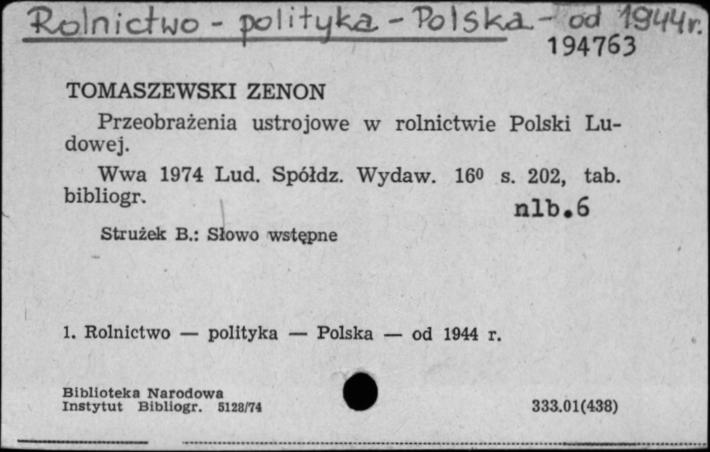 Rolnictwo - polityka - Polska - od 1944r.
194763
TOMASZEWSKI ZENON
Przeobrażenia ustrojowe w rolnictwie Polski Lu-
dowej.
Wwa 1974 Lud. Spółdz. Wydaw. 16⁰ s. 202, tab.
bibliogr.
nlb.6
Strużek B.: Słowo wstępne
1. Rolnictwo — polityka — Polska — od 1944 r.
Biblioteka Narodowa
Instytut Bibliogr. 5128/74
333.01(438)